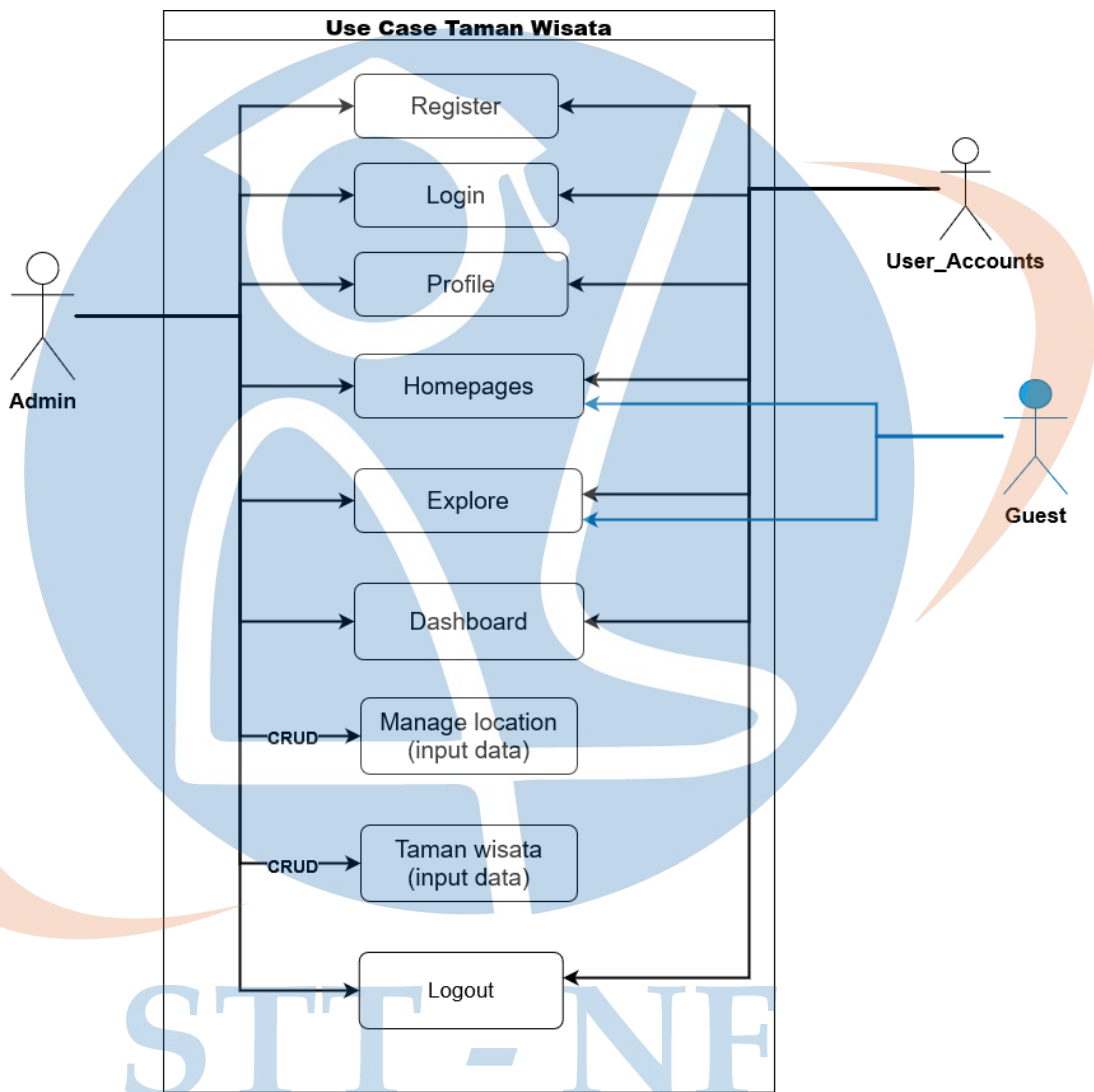 Use Case Taman Wisata
Register
Login
User_Accounts
Profile
Admin
Homepages
Explore
Guest
Dashboard
CRUD
Manage location
(input data)
CRUD
Taman wisata
(input data)
Logout
STT - NF